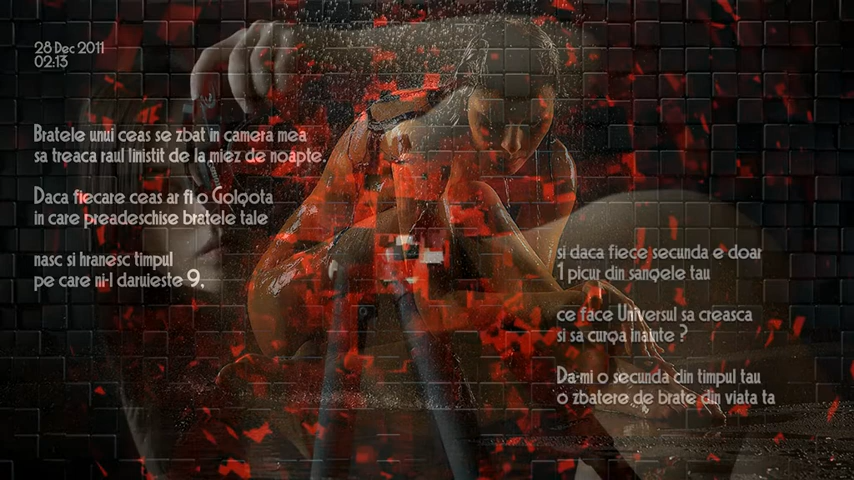 28 Dec 2011
02:13
Bratele unui ceas se zbat in camera mea
sa treaca raul linistit de la miez de noapte.
Daca fiecare ceas ar fi o Golgota
in care preadeschise bratele tale
nasc si hranesc timpul
pe care ni-l daruieste 9,
si daca fiece secunda e doar
1 picur din sangele tau
ce face Universul sa creasca
si sa curga inainte ?
Da-mi o secunda din timpul tau
o zbatere de brate din viata ta